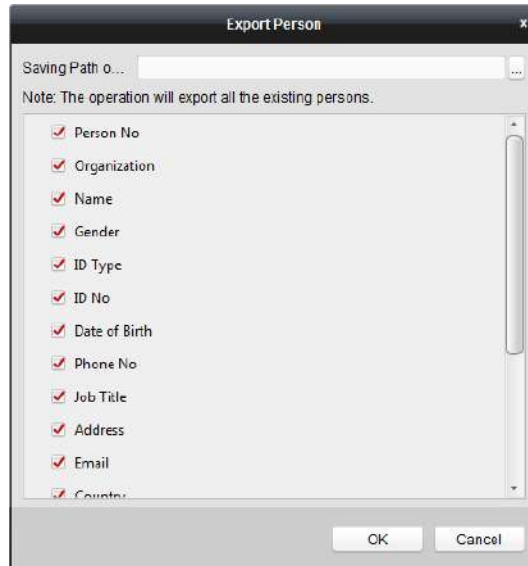 Export Person
x
Saving Path o...
...
Note: The operation will export all the existing persons.
Person No
Organization
Name
Gender
ID Type
ID No
Date of Birth
Phone No
Job Title
Address
Email
Country
OK Cancel